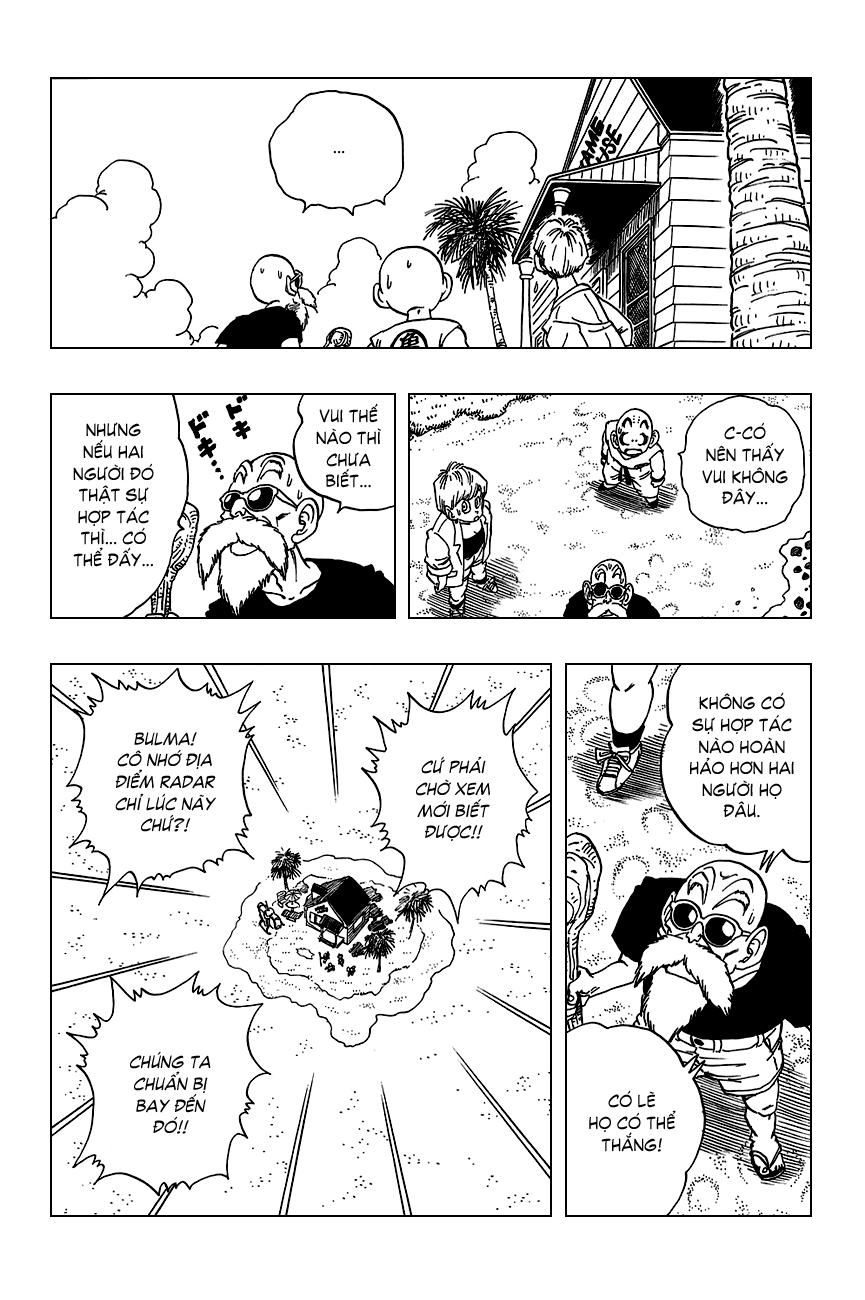 ...
AME
USE
亀
C-CÓ
NÊN THẤY
VUI KHÔNG
ĐÂY...
VUI THẾ
NÀO THÌ
CHƯA
BIẾT...
ドキ
ドキ...
NHƯNG
NẾU HAI
NGƯỜI ĐÓ
THẬT SỰ
HỢP TÁC
THÌ... CÓ
THỂ ĐẤY...
KHÔNG CÓ
SỰ HỢP TÁC
NÀO HOÀN
HẢO HƠN HAI
NGƯỜI HỌ
ĐÂU.
CÓ LẼ
HỌ CÓ THỂ
THẮNG!
CỨ PHẢI
CHỜ XEM
MỚI BIẾT
ĐƯỢC!!
BULMA!
CÔ NHỚ ĐỊA
ĐIỂM RADAR
CHỈ LÚC NÀY
CHỨ?!
CHÚNG TA
CHUẨN BỊ
BAY ĐẾN
ĐÓ!!